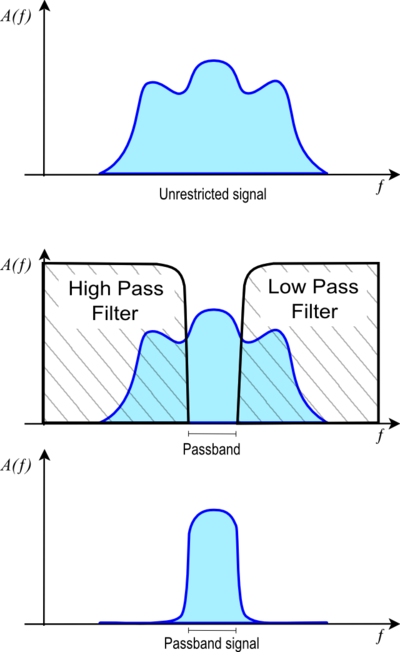 A(f)
f
Unrestricted signal
A(f)
High Pass
Filter
Low Pass
Filter
f
Passband
A(f)
f
Passband signal